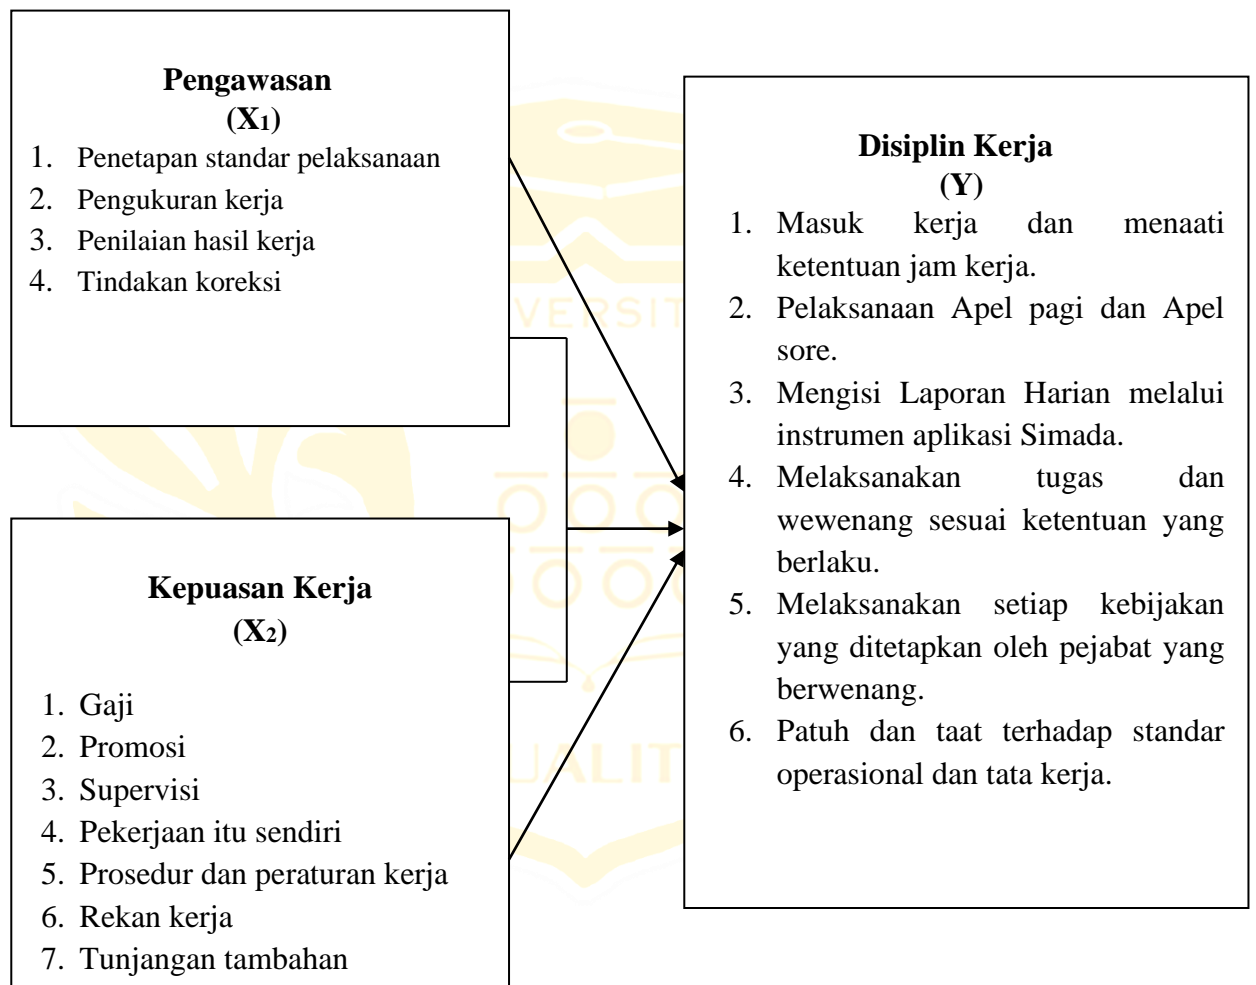 Pengawasan
(X1)
1. Penetapan standar pelaksanaan
2. Pengukuran kerja
3. Penilaian hasil kerja
4. Tindakan koreksi
Kepuasan Kerja
(X2)
1. Gaji
2. Promosi
3. Supervisi
4. Pekerjaan itu sendiri
5. Prosedur dan peraturan kerja
6. Rekan kerja
7. Tunjangan tambahan
Disiplin Kerja
(Y)
1. Masuk kerja dan menaati
ketentuan jam kerja.
2. Pelaksanaan Apel pagi dan Apel
sore.
3. Mengisi Laporan Harian melalui
instrumen aplikasi Simada.
4. Melaksanakan tugas dan
wewenang sesuai ketentuan yang
berlaku.
5. Melaksanakan setiap kebijakan
yang ditetapkan oleh pejabat yang
berwenang.
6. Patuh dan taat terhadap standar
operasional dan tata kerja.